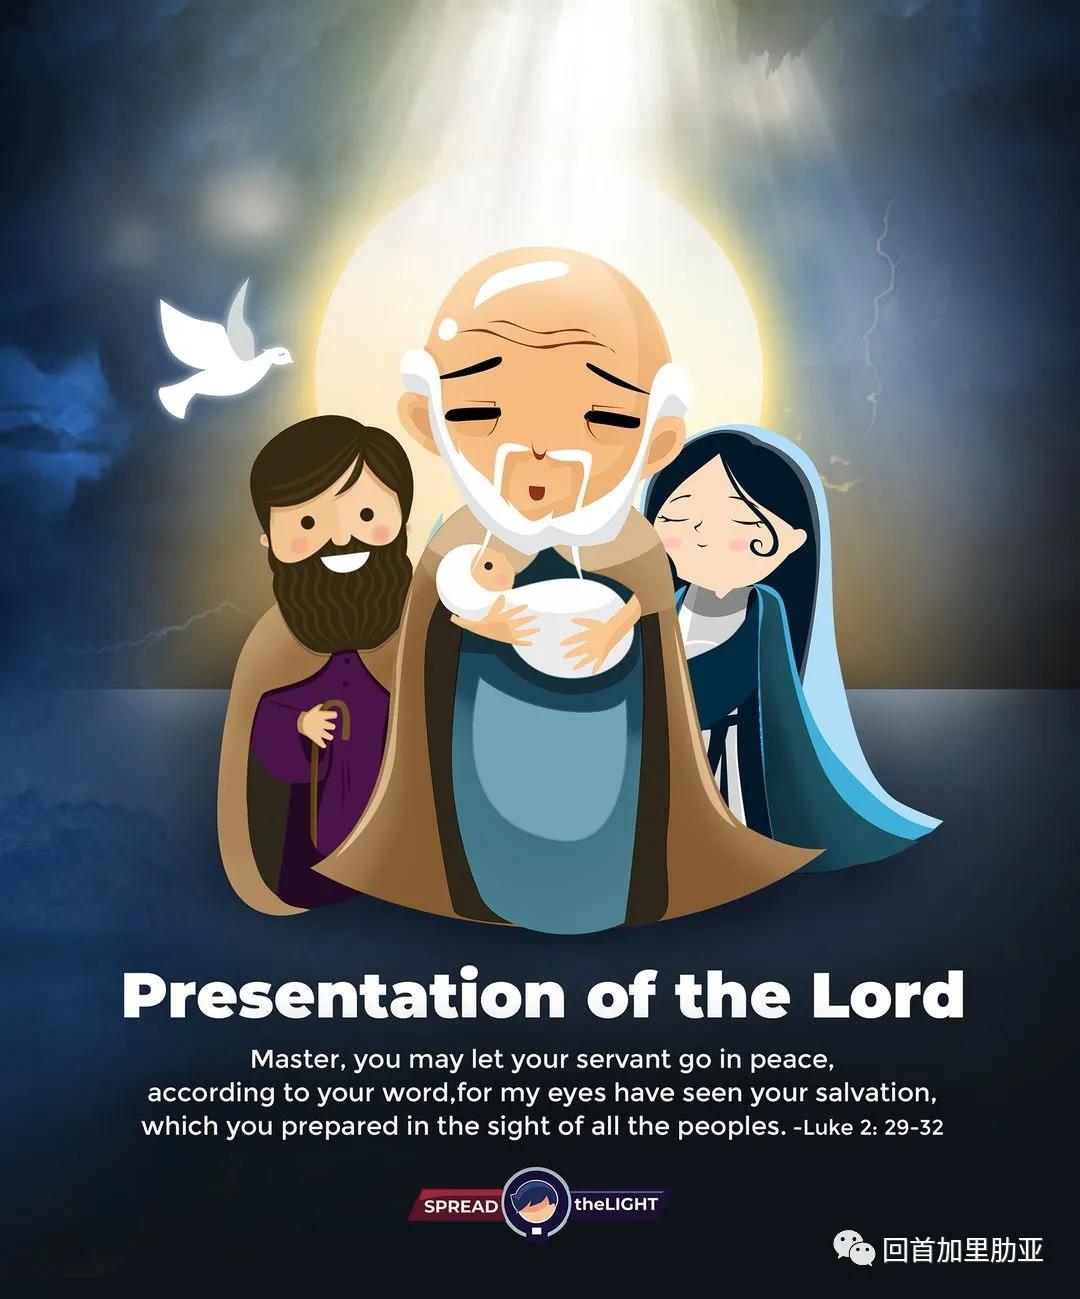 Presentation of the Lord
Master, you may let your servant go in peace,
according to your word,for my eyes have seen your salvation,
which you prepared in the sight of all the peoples. -Luke 2: 29-32
SPREAD theLIGHT
回首加里肋亚